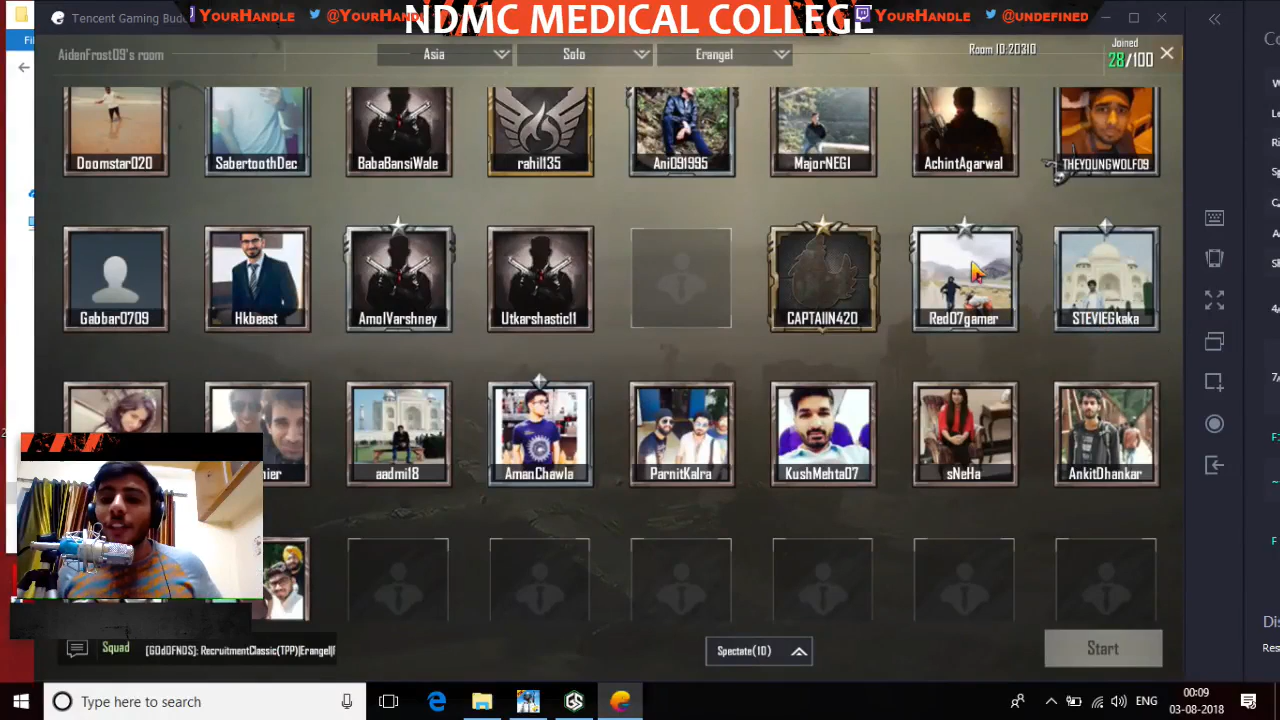 Tencent Gaming Bud
YourHandle
@YourHand
NDMC MEDICAL COLLEGE
YourHandle
@undefined
AidenFrost09's room
Asia
Solo
Erangel
Room ID:20310
Joined
28/100
Doomstar020
SabertoothDec
BabaBansiWale
rahil135
Ani091995
MajorNEGI
AchintAgarwal
THEYOUNGWOLF09
Gabbar0709
Hkbeast
AmolVarshney
Utkarshastic11
CAPTAIIN420
Red07gamer
STEVIEGkaka
nier
aadmi18
AmanChawla
ParnitKalra
KushMehta07
sNeHa
AnkitDhankar
Squad
[GOdOFNOS]: RecruitmentClassic(TPP)|Erangel|F
Spectate(10)
Start
Type here to search
ENG
00:09
03-08-2018